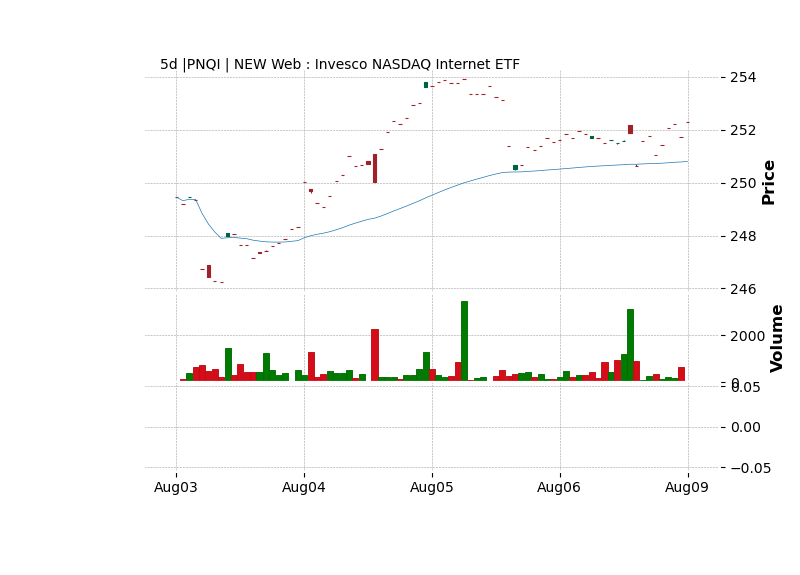 5d |PNQI | NEW Web : Invesco NASDAQ Internet ETF
254
252
250
248
246
Price
2000
0
Volume
0.05
0.00
−0.05
Aug03 Aug04 Aug05 Aug06 Aug09